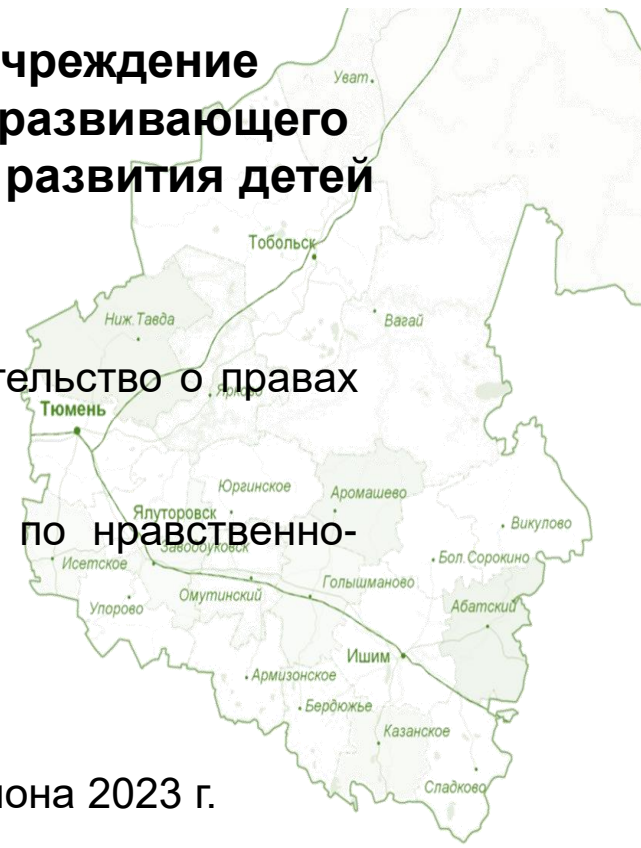 чреждение
Уват
развивающего
развития детей
Тобольск
Ниж.Тавда
Вагай
тельство о правах
Ярково
Тюмень
Юргинское
Аромашево
Ялуторовск
Викулово
по нравственно-
Заводоуковск
Бол.Сорокино
Исетское
Голышманово
Омутинский
Абатский
Упорово
Ишим
Армизонское
Бердюжье
Казанское
Сладково
иона 2023 г.